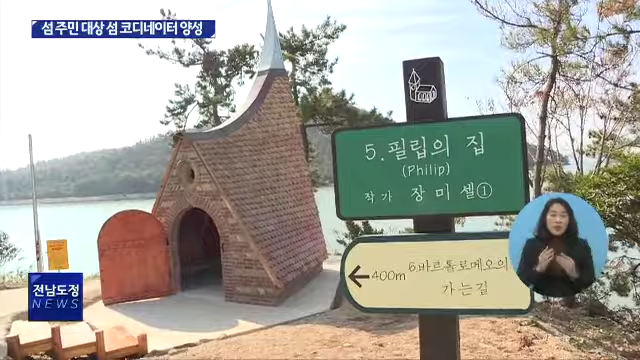 섬 주민 대상 섬 코디네이터 양성
5. 필립의 집
(Philip)
작가 장미셀①
400m 6.바르톨로메오의
가는길
전남도정
NEWS